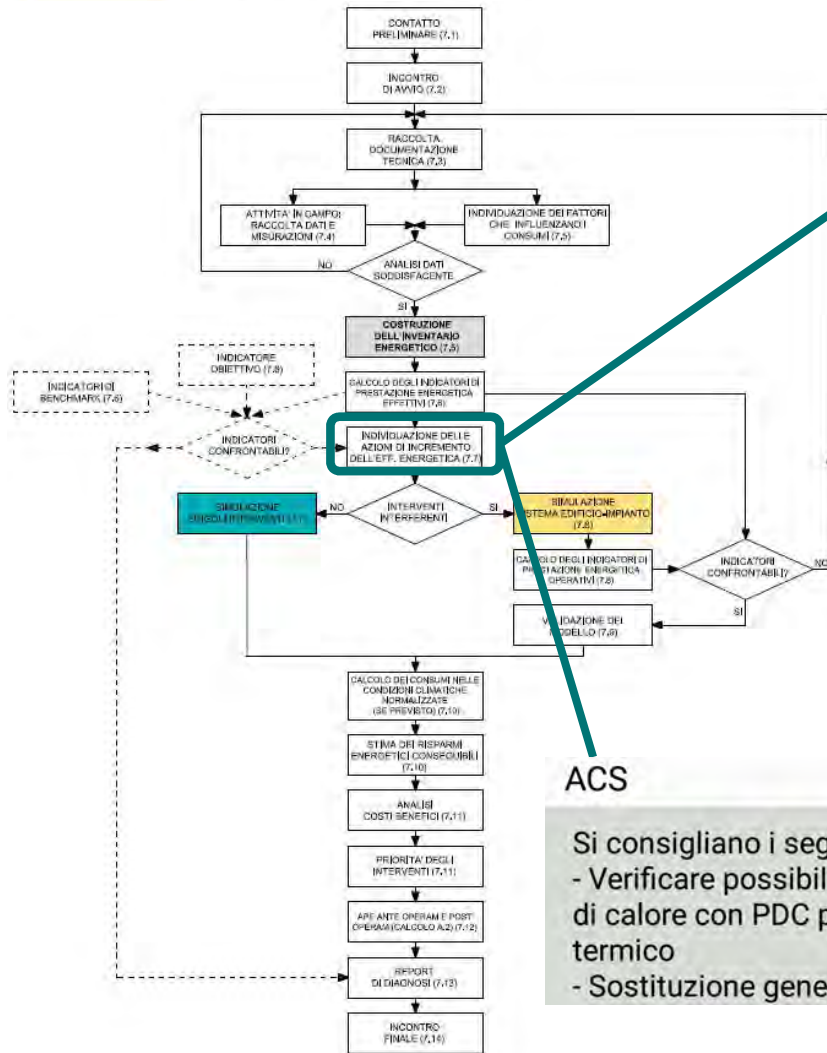 CONTATTO
PRELIMINARE (7.1)
INCONTRO
DI AVVIO (7.2)
RACCOLTA
DOCUMENTAZIONE
TECNICA (7.3)
ATTIVITA' IN CAMPO:
RACCOLTA DATI E
MISURAZIONI (7.4)
INDIVIDUAZIONE DEI FATTORI
CHE INFLUENZANO I
CONSUMI (7.5)
NO
ANALISI DATI
SODDISFACENTE
SI
COSTRUZIONE
DELL'INVENTARIO
ENERGETICO (7.5)
INDICATORE
OBIETTIVO (7.8)
INDICATORI DI
BENCHMARK (7.6)
CALCOLO DEGLI INDICATORI DI
PRESTAZIONE ENERGETICA
EFFETTIVI (7.6)
INDICATORI
CONFRONTABILI?
INDIVIDUAZIONE DELLE
AZIONI DI INCREMENTO
DELL'EFF. ENERGETICA (7.7)
SIMULAZIONE
NO
INTERVENTI
INTERFERENTI
SI
SIMULAZIONE
SISTEMA EDIFICIO-IMPIANTO
(7.8)
CALCOLO DEGLI INDICATORI DI
PRESTAZIONE ENERGETICA
OPERATIVI (7.8)
INDICATORI
CONFRONTABILI?
NO
SI
VALIDAZIONE DEL
MODELLO (7.9)
CALCOLO DEI CONSUMI NELLE
CONDIZIONI CLIMATICHE
NORMALIZZATE
(SE PREVISTO) (7.10)
STIMA DEI RISPARMI
ENERGETICI CONSEGUIBILI
(7.10)
ANALISI
COSTI BENEFICI (7.11)
PRIORITA' DEGLI
INTERVENTI (7.11)
APE ANTE OPERAM E POST
OPERAM (CALCOLO A.2) (7.12)
REPORT
DI DIAGNOSI (7.13)
INCONTRO
FINALE (7.14)
ACS
Si consigliano i seg
- Verificare possibil
di calore con PDC p
termico
- Sostituzione gene